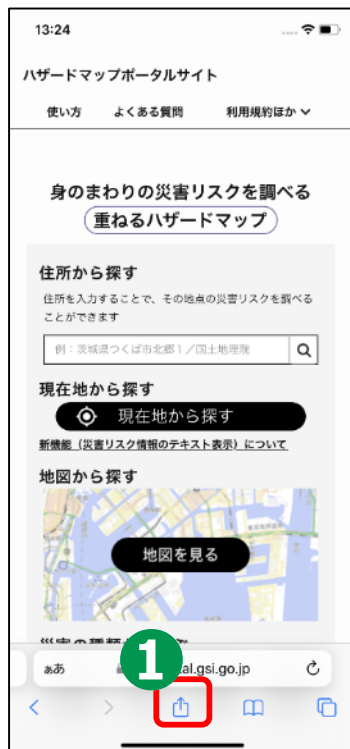 13:24
ハザードマップポータルサイト
使い方 よくある質問 利用規約ほか
身のまわりの災害リスクを調べる
重ねるハザードマップ
住所から探す
住所を入力することで、その地点の災害リスクを調べる
ことができます
例：茨城県つくば市北郷１／国土地理院
現在地から探す
現在地から探す
新機能（災害リスク情報のテキスト表示）について
地図から探す
地図を見る
災害の種類
ああ al.gsi.go.jp
1